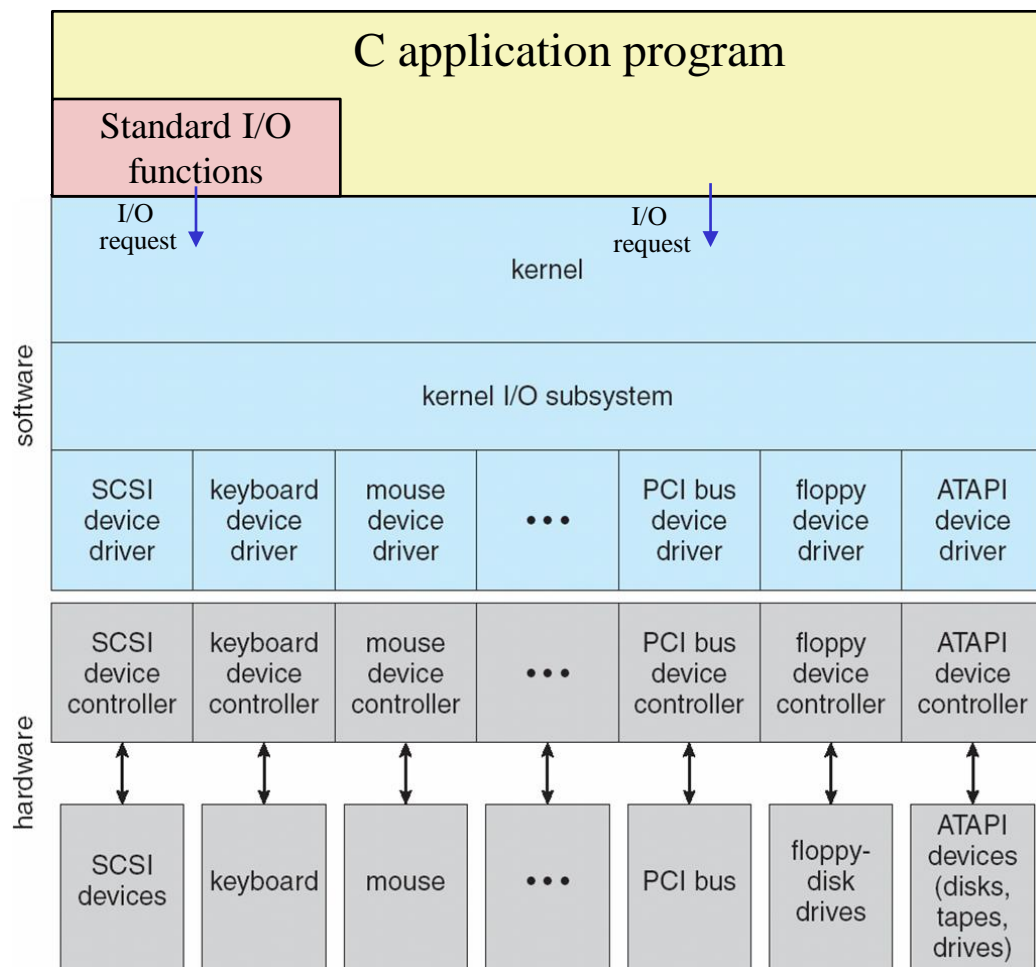 C application program
Standard I/O
functions
I/O
request
I/O
request
kernel
software
kernel I/O subsystem
SCSI
device
driver
keyboard
device
driver
mouse
device
driver
•••
PCI bus
device
driver
floppy
device
driver
ATAPI
device
driver
hardware
SCSI
device
controller
keyboard
device
controller
mouse
device
controller
•••
PCI bus
device
controller
floppy
device
controller
ATAPI
device
controller
SCSI
devices
keyboard
mouse
•••
PCI bus
floppy-
disk
drives
ATAPI
devices
(disks,
tapes,
drives)